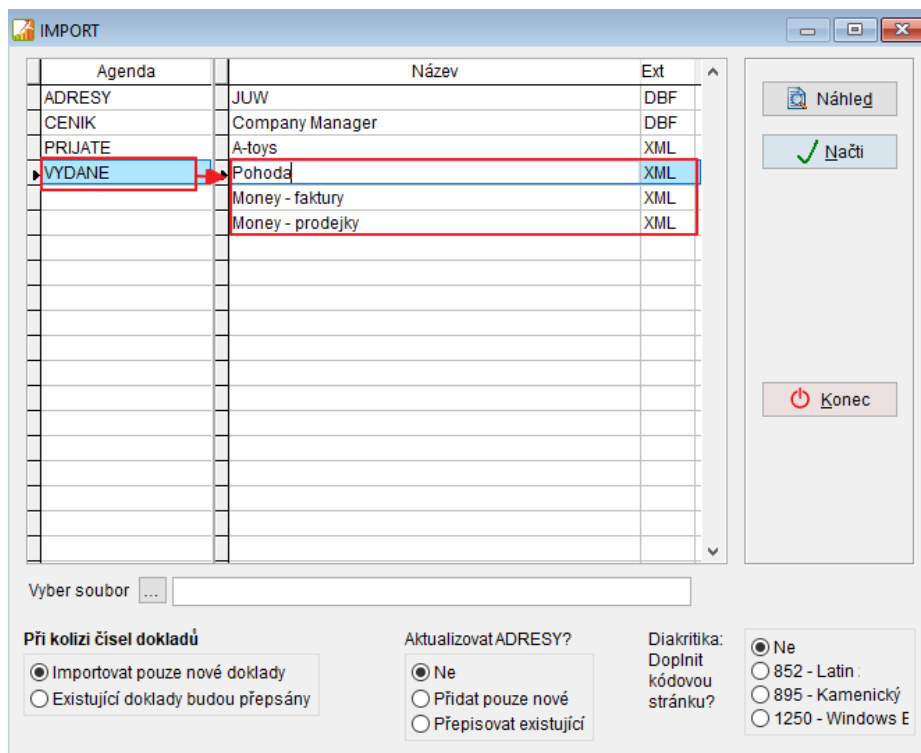 IMPORT
Agenda Název Ext
ADRESY JUW DBF
CENIK Company Manager DBF
PRIJATE A-toys XML
VYDANE Pohoda XML
Money - faktury XML
Money - prodejky XML
Náhled
Načti
Konec
Vyber soubor ...
Při kolizi čísel dokladů
Importovat pouze nové doklady
Existující doklady budou přepsány
Aktualizovat ADRESY?
Ne
Přidat pouze nové
Přepisovat existující
Diakritika:
Doplnit
kódovou
stránku?
Ne
852 - Latin
895 - Kamenický
1250 - Windows E